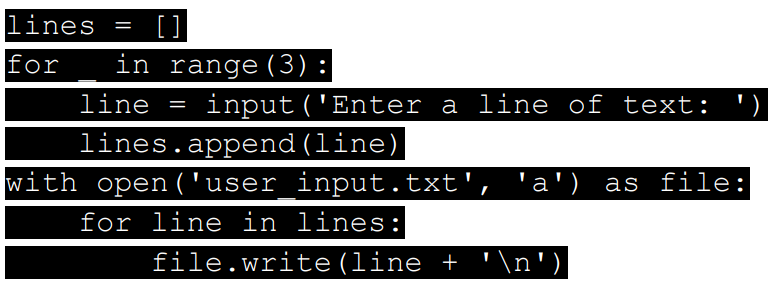 lines = []
for _ in range(3):
    line = input('Enter a line of text: ')
    lines.append(line)
with open('user_input.txt', 'a') as file:
    for line in lines:
        file.write(line + '\n')